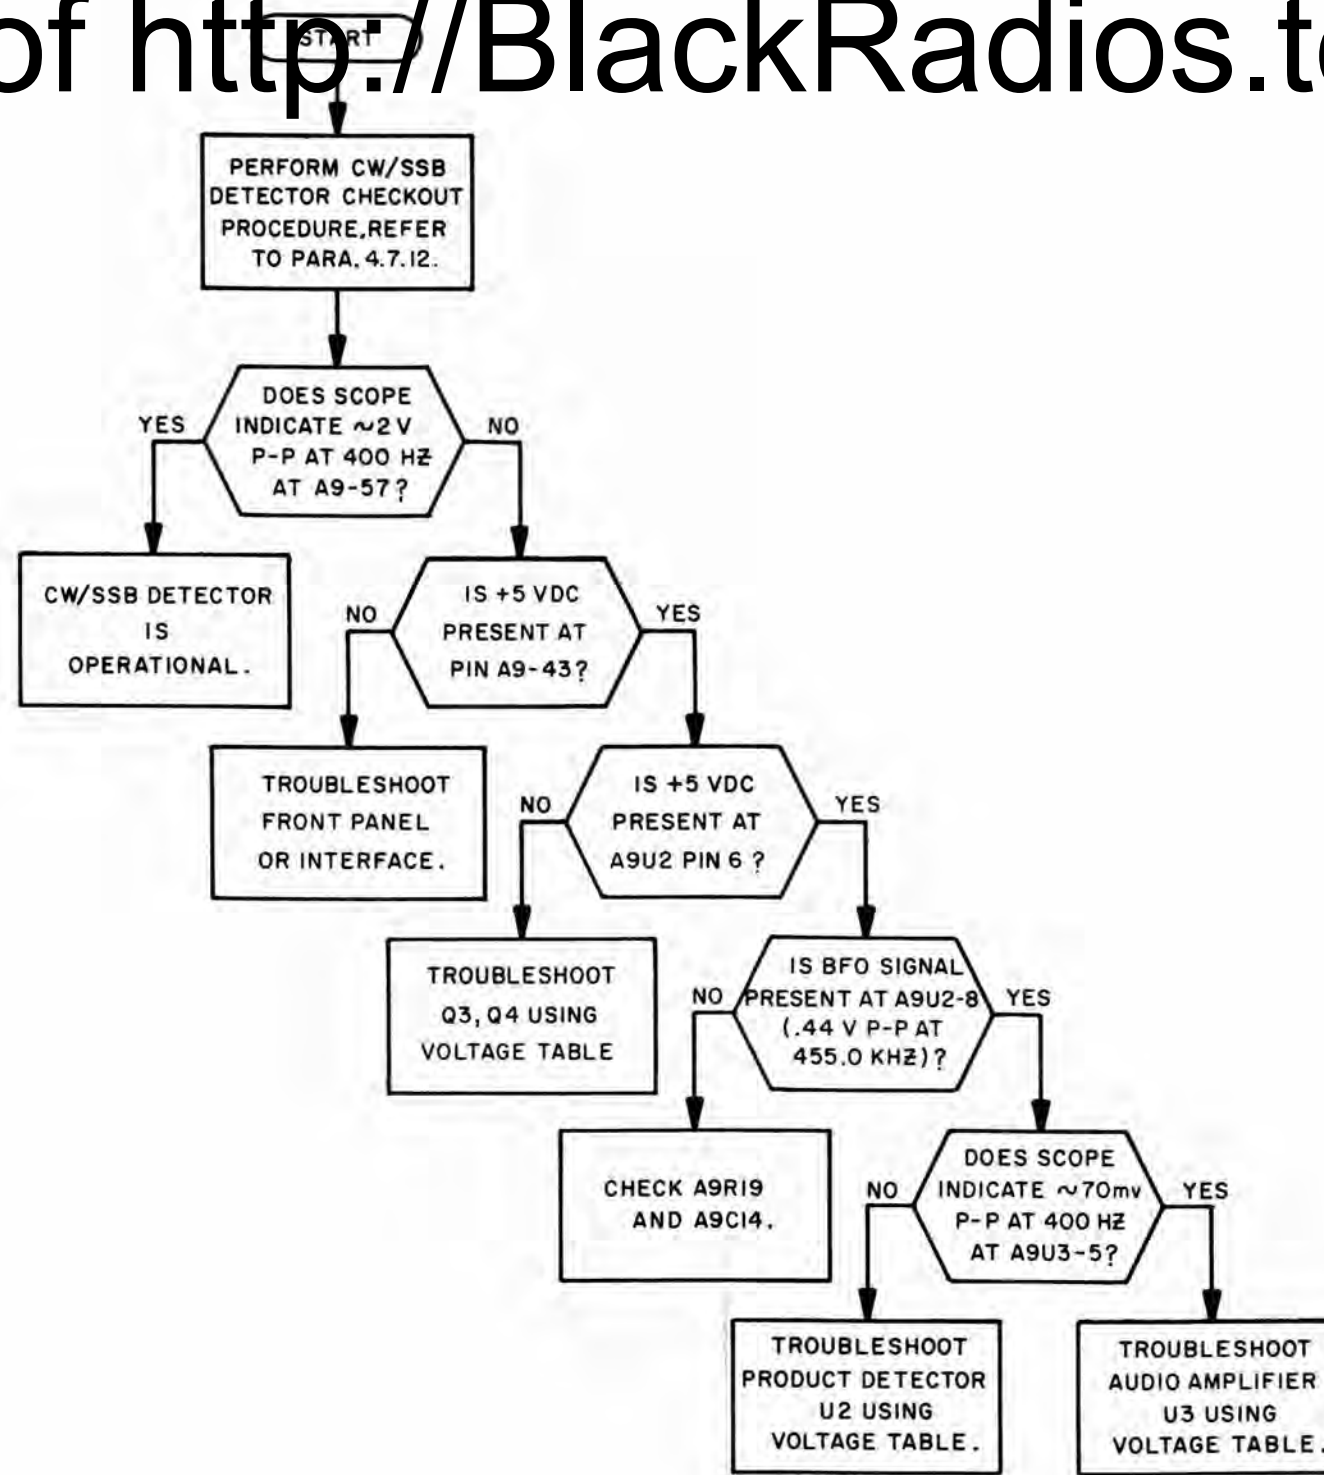 of http://BlackRadios.te
START
PERFORM CW/SSB
DETECTOR CHECKOUT
PROCEDURE,REFER
TO PARA. 4.7.12.
DOES SCOPE
INDICATE ~2 V
P-P AT 400 HZ
AT A9-57?
YES
NO
CW/SSB DETECTOR
IS
OPERATIONAL.
IS +5 VDC
PRESENT AT
PIN A9-43?
NO
YES
TROUBLESHOOT
FRONT PANEL
OR INTERFACE.
IS +5 VDC
PRESENT AT
A9U2 PIN 6 ?
NO
YES
TROUBLESHOOT
Q3, Q4 USING
VOLTAGE TABLE
IS BFO SIGNAL
PRESENT AT A9U2-8
(.44 V P-P AT
455.0 KHZ)?
NO
YES
CHECK A9R19
AND A9C14.
DOES SCOPE
INDICATE ~70mv
P-P AT 400 HZ
AT A9U3-5?
NO
YES
TROUBLESHOOT
PRODUCT DETECTOR
U2 USING
VOLTAGE TABLE.
TROUBLESHOOT
AUDIO AMPLIFIER
U3 USING
VOLTAGE TABLE.